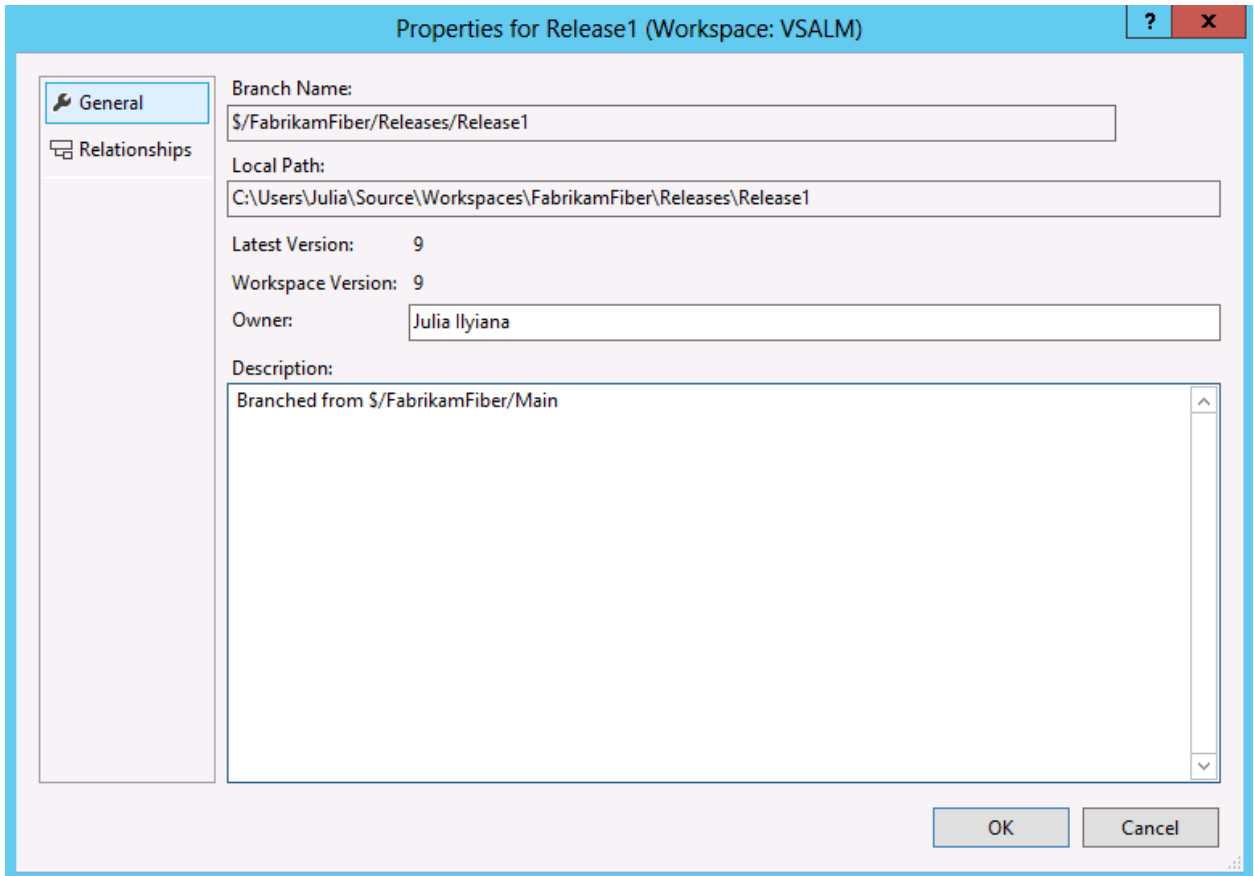 Properties for Release1 (Workspace: VSALM)
?
x
General
Relationships
Branch Name:
$/FabrikamFiber/Releases/Release1
Local Path:
C:\Users\Julia\Source\Workspaces\FabrikamFiber\Releases\Release1
Latest Version: 9
Workspace Version: 9
Owner: Julia Ilyiana
Description:
Branched from $/FabrikamFiber/Main
OK Cancel